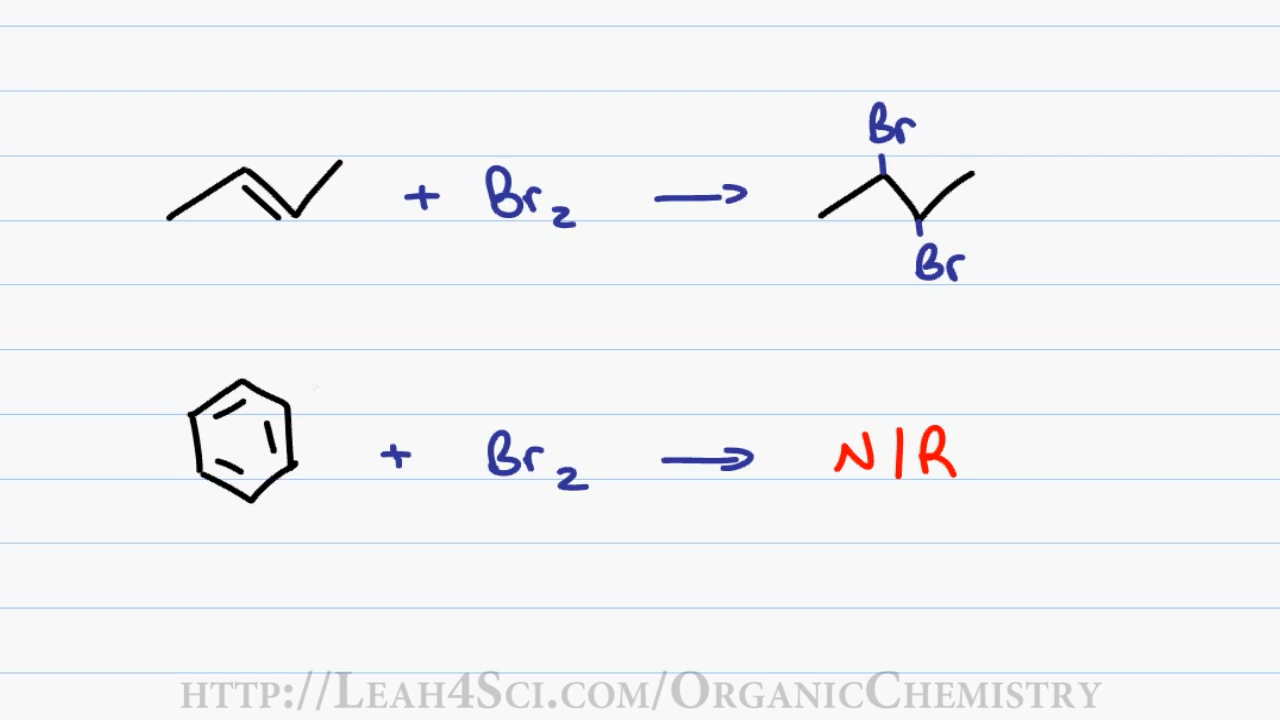 Br
+ Br2 →
Br
+ Br2 → N/R
HTTP://LEAH4SCI.COM/ORGANICCHEMISTRY